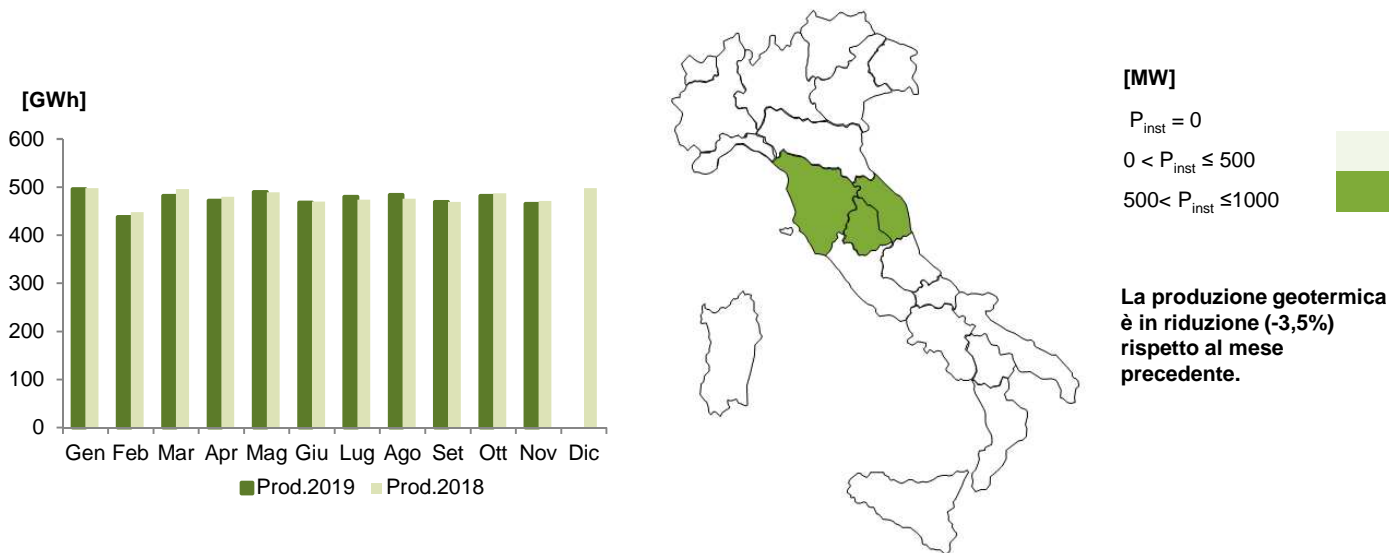 [GWh]
600
500
400
300
200
100
0
Gen Feb Mar Apr Mag Giu Lug Ago Set Ott Nov Dic
Prod.2019 Prod.2018
[MW]
Pinst = 0
0 < Pinst ≤ 500
500< Pinst ≤1000
La produzione geotermica
è in riduzione (-3,5%)
rispetto al mese
precedente.